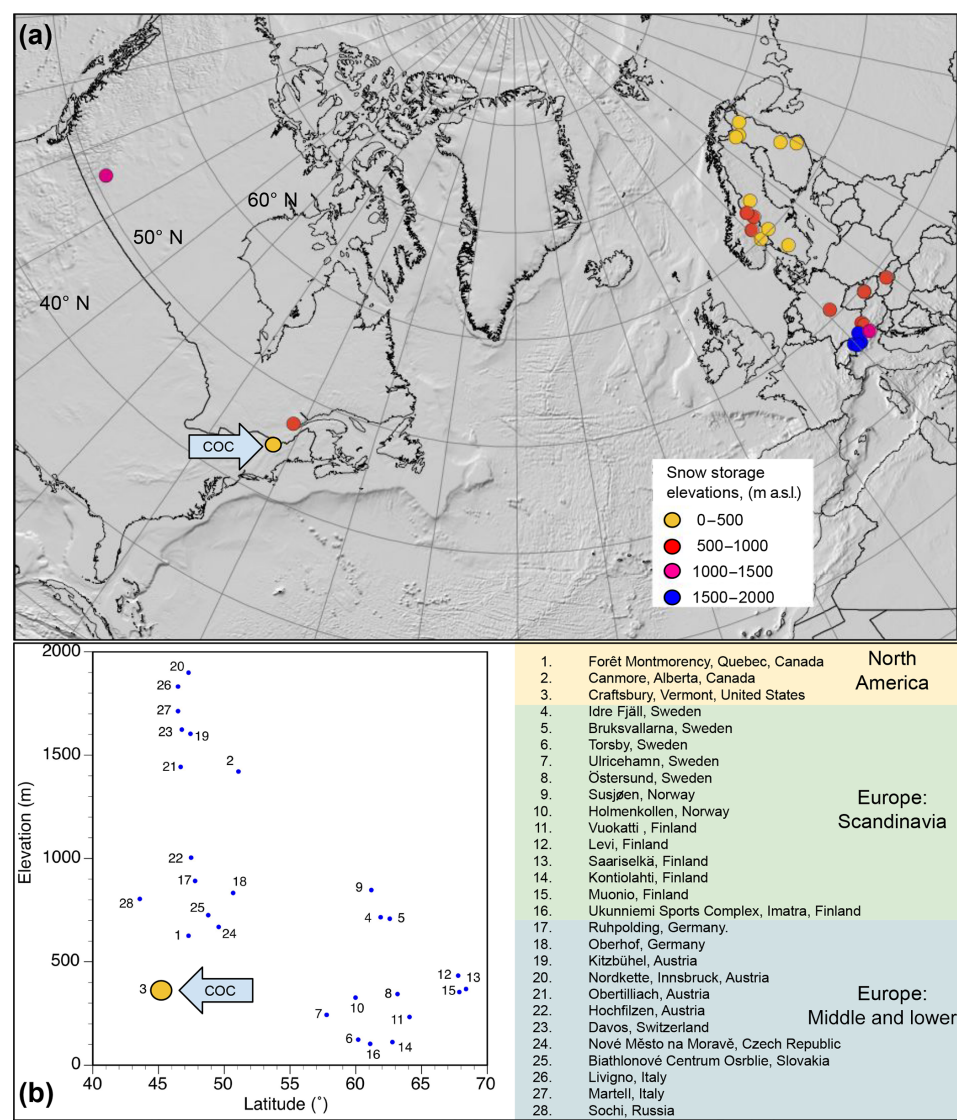 (a)
60° N
50° N
40° N
COC
Snow storage
elevations, (m a.s.l.)
0–500
500–1000
1000–1500
1500–2000
(b)
Elevation (m)
2000
1500
1000
500
0
40 45 50 55 60 65 70
Latitude (°)
20
26
27
23
19
21
2
22
17
18
28
25
24
1
3
COC
9
4
5
12
13
15
8
10
7
11
6
16
14
1. Forêt Montmorency, Quebec, Canada
2. Canmore, Alberta, Canada
3. Craftsbury, Vermont, United States
North
America
4. Idre Fjäll, Sweden
5. Bruksvallarna, Sweden
6. Torsby, Sweden
7. Ulricehamn, Sweden
8. Östersund, Sweden
9. Susjøen, Norway
10. Holmenkollen, Norway
11. Vuokatti , Finland
12. Levi, Finland
13. Saariselkä, Finland
14. Kontiolahti, Finland
15. Muonio, Finland
16. Ukunniemi Sports Complex, Imatra, Finland
Europe:
Scandinavia
17. Ruhpolding, Germany.
18. Oberhof, Germany
19. Kitzbühel, Austria
20. Nordkette, Innsbruck, Austria
21. Obertilliach, Austria
22. Hochfilzen, Austria
23. Davos, Switzerland
24. Nové Město na Moravě, Czech Republic
25. Biathlonové Centrum Osrblie, Slovakia
26. Livigno, Italy
27. Martell, Italy
28. Sochi, Russia
Europe:
Middle and lower